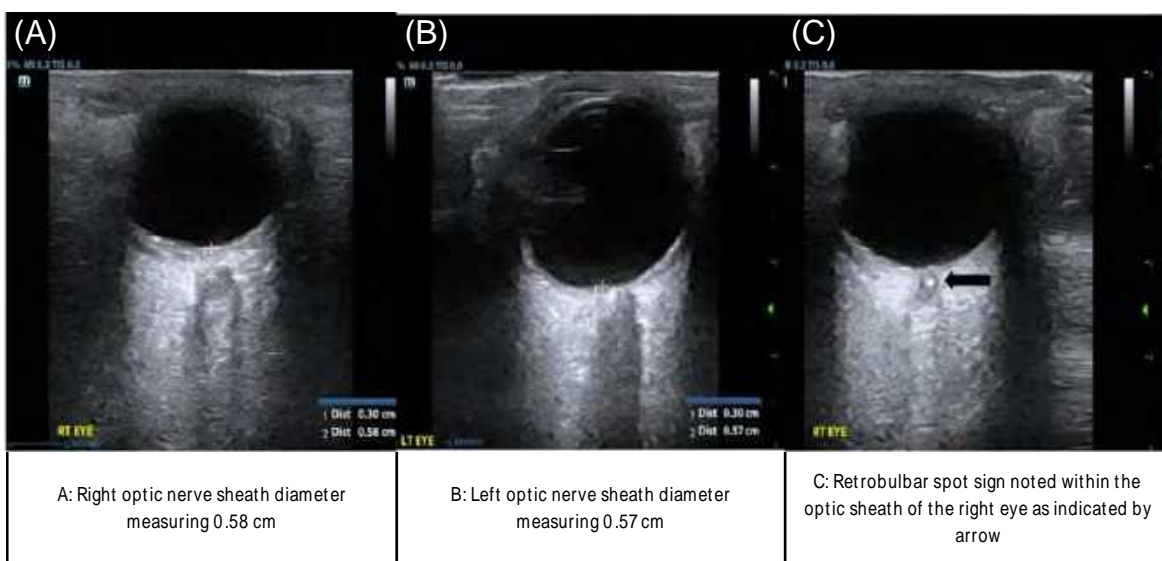 (A)
(B)
(C)
RT EYE
1 Dist 0.30 cm
2 Dist 0.58 cm
LT EYE
1 Dist 0.30 cm
2 Dist 0.57 cm
RT EYE
A: Right optic nerve sheath diameter
measuring 0.58 cm
B: Left optic nerve sheath diameter
measuring 0.57 cm
C: Retrobulbar spot sign noted within the
optic sheath of the right eye as indicated by
arrow